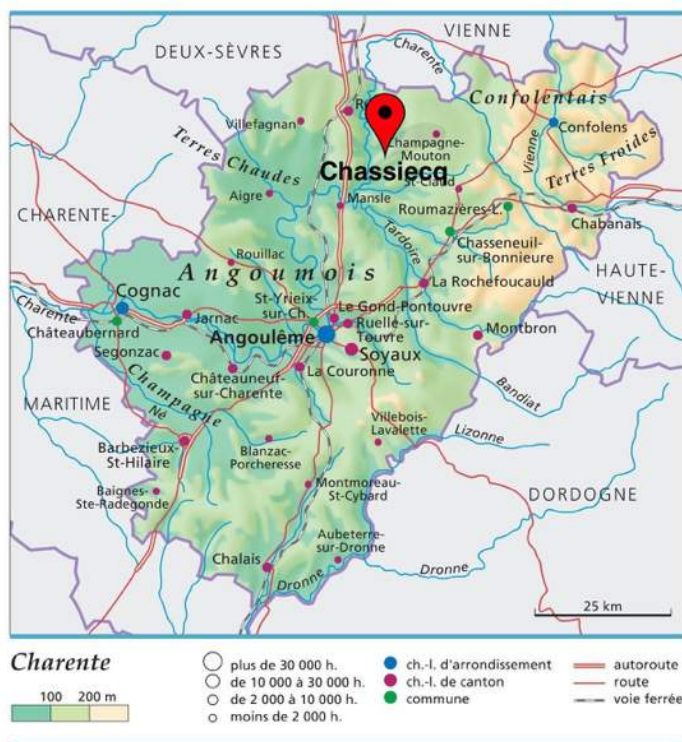 VIENNE
DEUX-SÈVRES
Charente
Confolentais
Villefagnan
Champagne-
Mouton
Confolens
Terres Chaudes
Vienne
Terres Froides
Chassiecq
St-Claud
Aigre
Mansle
Roumazières-L.
Chabanais
CHARENTE-
Tardoire
Chasseneuil-
sur-Bonnieure
Rouillac
Angoumois
HAUTE-
VIENNE
La Rochefoucauld
Cognac
St-Yrieix-
sur-Ch.
Le Gond-Pontouvre
Charente
Jarnac
Ruelle-sur-
Touvre
Châteaubernard
Angoulême
Montbron
Segonzac
Soyaux
Châteauneuf-
sur-Charente
La Couronne
Champagne
Bandiat
MARITIME
Né
Villebois-
Lavalette
Lizonne
Barbezieux-
St-Hilaire
Blanzac-
Porcheresse
Baignes-
Ste-Radegonde
Montmoreau-
St-Cybard
DORDOGNE
Aubeterre-
sur-Dronne
Chalais
Dronne
Dronne
25 km
Charente
100 200 m
plus de 30 000 h.
de 10 000 à 30 000 h.
de 2 000 à 10 000 h.
moins de 2 000 h.
ch.-l. d'arrondissement
ch.-l. de canton
commune
autoroute
route
voie ferrée